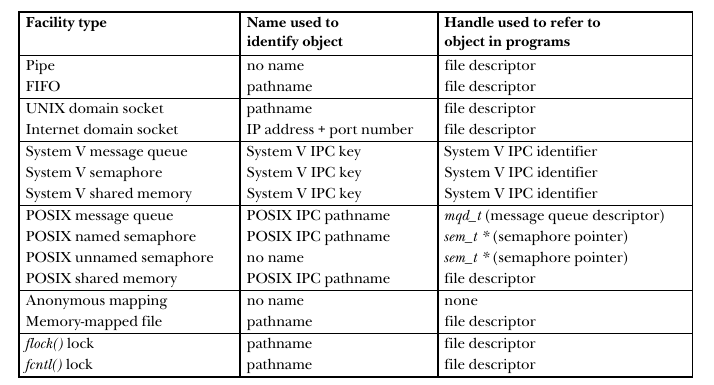 Facility type Name used to Handle used to refer to
identify object object in programs
Pipe no name file descriptor
FIFO pathname file descriptor
UNIX domain socket pathname file descriptor
Internet domain socket IP address + port number file descriptor
System V message queue System V IPC key System V IPC identifier
System V semaphore System V IPC key System V IPC identifier
System V shared memory System V IPC key System V IPC identifier
POSIX message queue POSIX IPC pathname mqd_t (message queue descriptor)
POSIX named semaphore POSIX IPC pathname sem_t * (semaphore pointer)
POSIX unnamed semaphore no name sem_t * (semaphore pointer)
POSIX shared memory POSIX IPC pathname file descriptor
Anonymous mapping no name none
Memory-mapped file pathname file descriptor
flock() lock pathname file descriptor
fcntl() lock pathname file descriptor